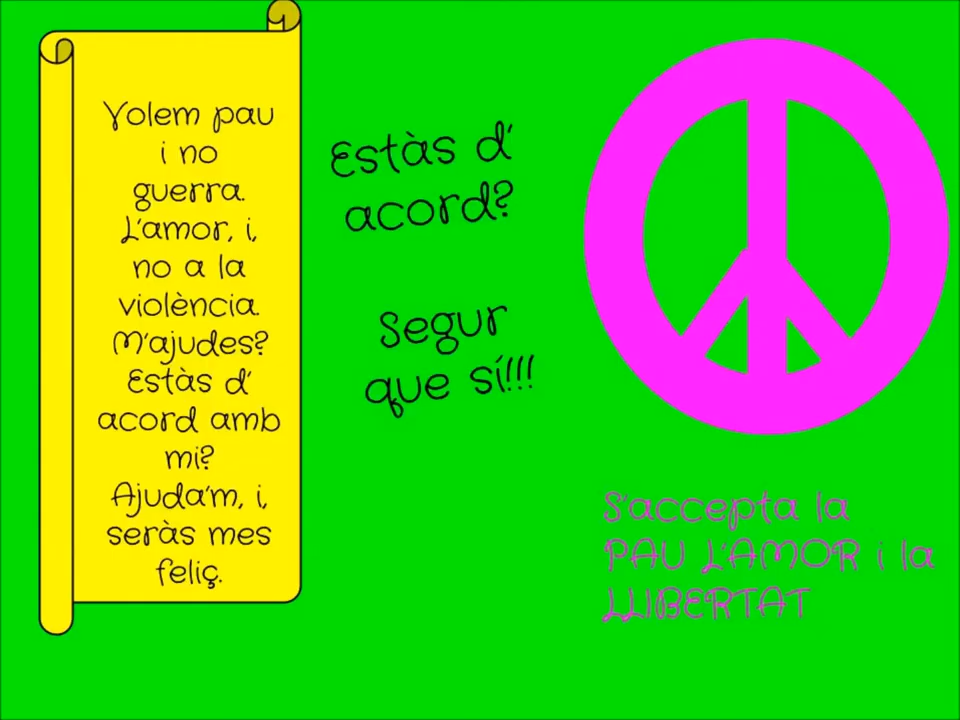 Volem pau
i no
guerra.
L'amor, i,
no a la
violència.
M'ajudes?
Estàs d'
acord amb
mi?
Ajuda'm, i,
seràs mes
feliç.
Estàs d'
acord?
Segur
que sí!!!
S'accepta la
PAU L'AMOR i la
LLIBERTAT